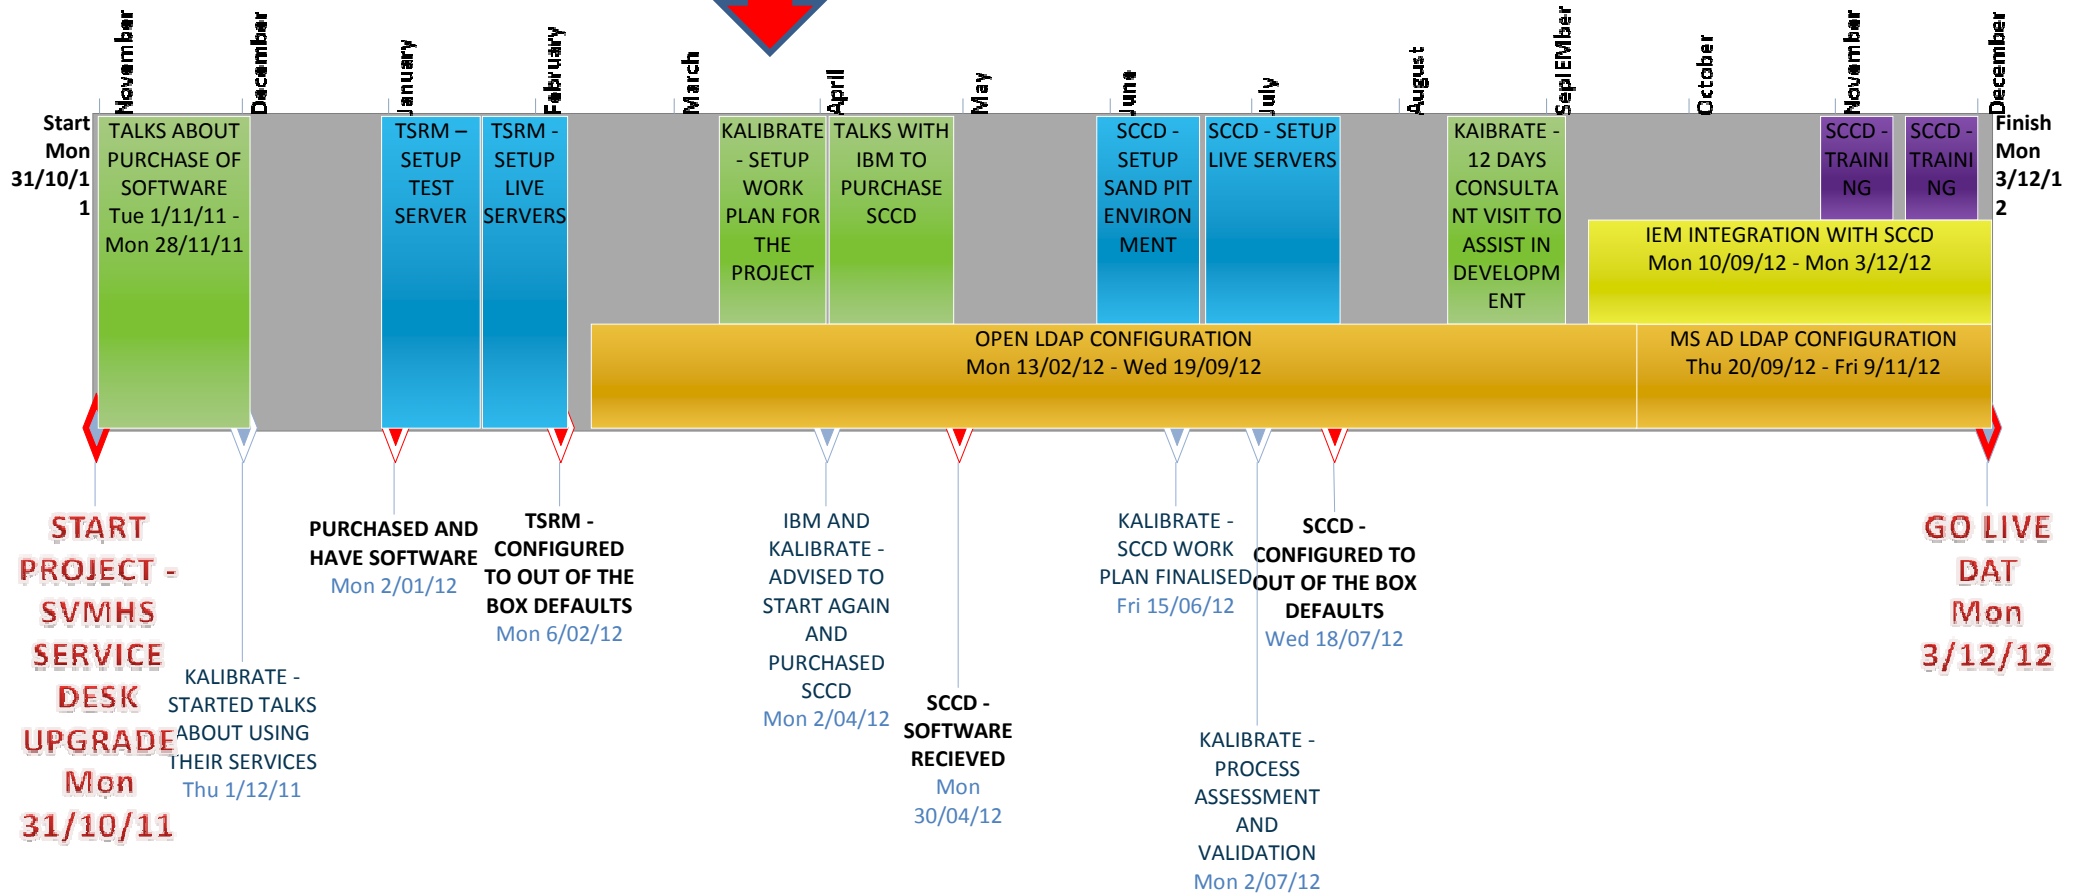 November
December
January
February
March
April
May
June
July
August
SeplEMber
October
November
December
Start
Mon
31/10/1
1
TALKS ABOUT
PURCHASE OF
SOFTWARE
Tue 1/11/11 -
Mon 28/11/11
TSRM –
SETUP
TEST
SERVER
TSRM -
SETUP
LIVE
SERVERS
KALIBRATE
- SETUP
WORK
PLAN FOR
THE
PROJECT
TALKS WITH
IBM TO
PURCHASE
SCCD
SCCD -
SETUP
SAND PIT
ENVIRON
MENT
SCCD - SETUP
LIVE SERVERS
KAIBRATE -
12 DAYS
CONSULTA
NT VISIT TO
ASSIST IN
DEVELOPM
ENT
SCCD -
TRAINI
NG
SCCD -
TRAINI
NG
Finish
Mon
3/12/1
2
IEM INTEGRATION WITH SCCD
Mon 10/09/12 - Mon 3/12/12
OPEN LDAP CONFIGURATION
Mon 13/02/12 - Wed 19/09/12
MS AD LDAP CONFIGURATION
Thu 20/09/12 - Fri 9/11/12
START
PROJECT -
SVMHS
SERVICE
DESK
UPGRADE
Mon
31/10/11
KALIBRATE -
STARTED TALKS
ABOUT USING
THEIR SERVICES
Thu 1/12/11
PURCHASED AND
HAVE SOFTWARE
Mon 2/01/12
TSRM -
CONFIGURED
TO OUT OF THE
BOX DEFAULTS
Mon 6/02/12
IBM AND
KALIBRATE -
ADVISED TO
START AGAIN
AND
PURCHASED
SCCD
Mon 2/04/12
SCCD -
SOFTWARE
RECIEVED
Mon
30/04/12
KALIBRATE -
SCCD WORK
PLAN FINALISED
Fri 15/06/12
KALIBRATE -
PROCESS
ASSESSMENT
AND
VALIDATION
Mon 2/07/12
SCCD -
CONFIGURED TO
OUT OF THE BOX
DEFAULTS
Wed 18/07/12
GO LIVE
DAT
Mon
3/12/12